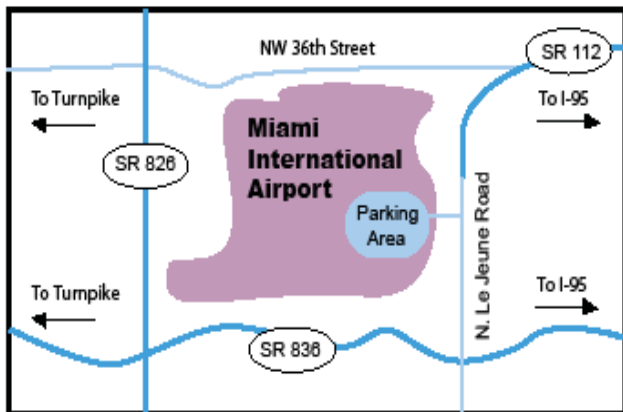 NW 36th Street
SR 112
To Turnpike
To I-95
Miami
International
Airport
SR 826
Parking
Area
N. Le Jeune Road
To Turnpike
To I-95
SR 836